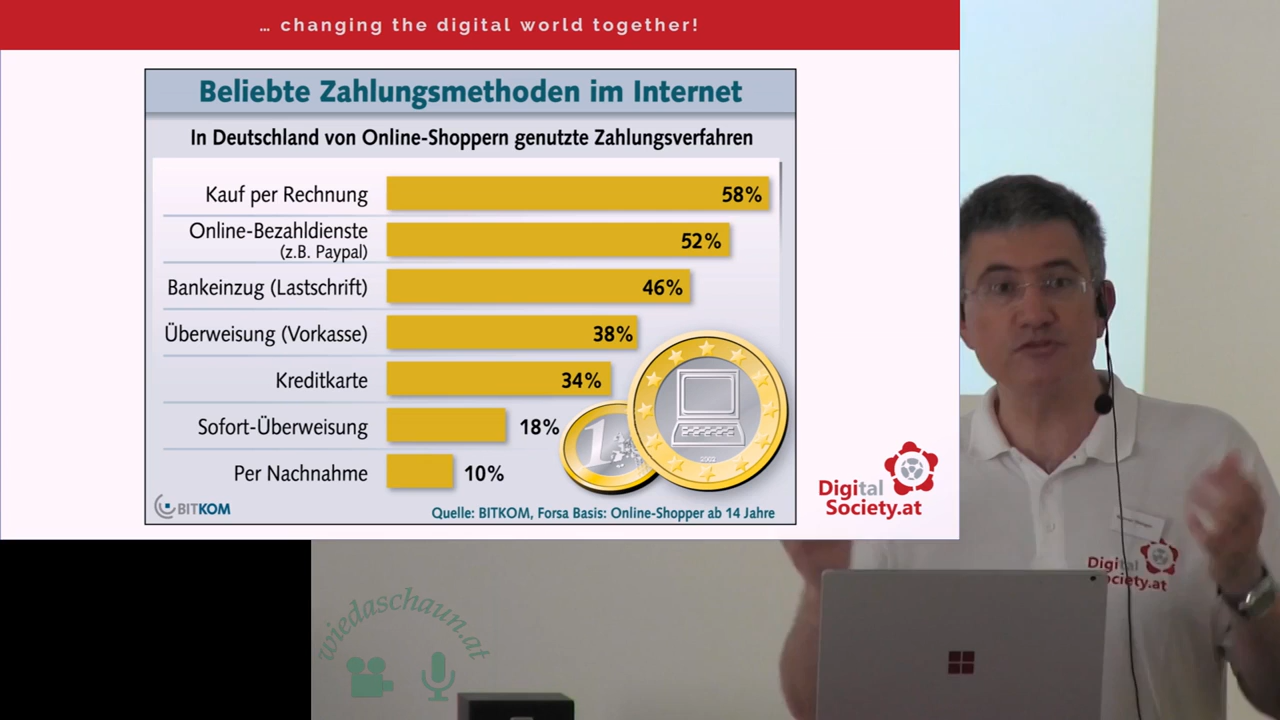 … changing the digital world together!
Beliebte Zahlungsmethoden im Internet
In Deutschland von Online-Shoppern genutzte Zahlungsverfahren
Kauf per Rechnung 58%
Online-Bezahldienste 52%
(z.B. Paypal)
Bankeinzug (Lastschrift) 46%
Überweisung (Vorkasse) 38%
Kreditkarte 34%
Sofort-Überweisung 18%
Per Nachnahme 10%
1
2002
BITKOM
Quelle: BITKOM, Forsa Basis: Online-Shopper ab 14 Jahre
Digital
Society.at
Digital
Society.at
wiedaschaun.at